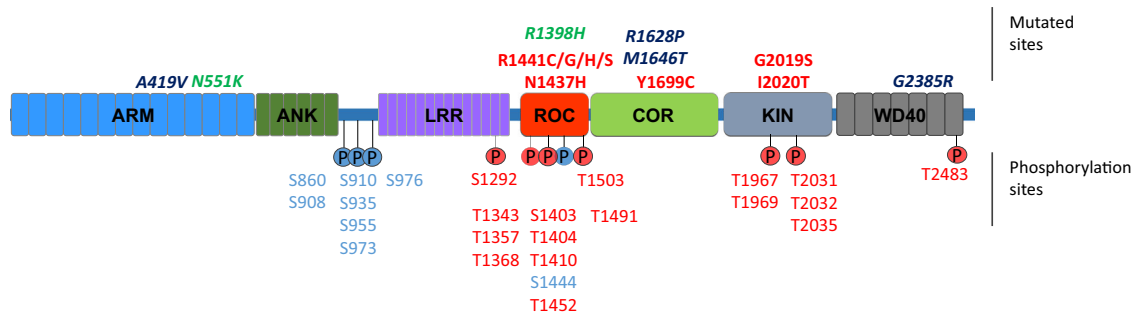 Mutated
sites
R1398H
R1628P
M1646T
R1441C/G/H/S
N1437H
Y1699C
G2019S
I2020T
A419V N551K
G2385R
ARM
ANK
LRR
ROC
COR
KIN
WD40
P P P P P P P P P P P
Phosphorylation
sites
S860 S910 S976
S908 S935
S955
S973
S1292
T1343
T1357
T1368
S1403
T1404
T1410
S1444
T1452
T1503
T1491
T1967
T1969
T2031
T2032
T2035
T2483